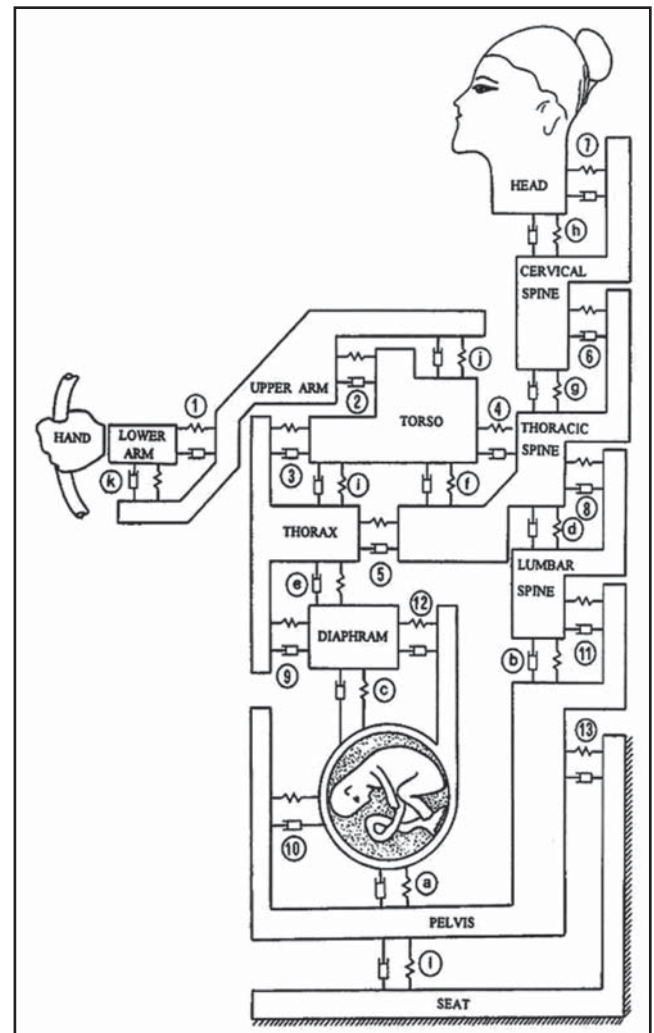 7
HEAD
h
CERVICAL
SPINE
6
j
g
UPPER ARM
2
1
TORSO
4
THORACIC
SPINE
HAND
LOWER
ARM
k
3
i
f
8
THORAX
d
5
LUMBAR
SPINE
e
12
DIAPHRAM
11
b
9
c
13
10
a
PELVIS
l
SEAT